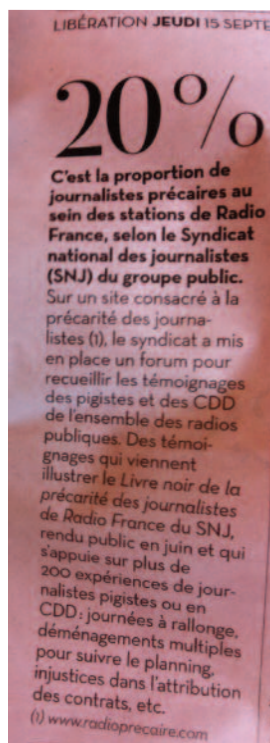 LIBÉRATION JEUDI 15 SEPTE
20%
C'est la proportion de
journalistes précaires au
sein des stations de Radio
France, selon le Syndicat
national des journalistes
(SNJ) du groupe public.
Sur un site consacré à la
précarité des journa-
listes (1), le syndicat a mis
en place un forum pour
recueillir les témoignages
des pigistes et des CDD
de l'ensemble des radios
publiques. Des témoi-
gnages qui viennent
illustrer le Livre noir de la
précarité des journalistes
de Radio France du SNJ,
rendu public en juin et qui
s'appuie sur plus de
200 expériences de jour-
nalistes pigistes ou en
CDD: journées à rallonge,
déménagements multiples
pour suivre le planning,
injustices dans l'attribution
des contrats, etc.
(1) www.radioprecaire.com